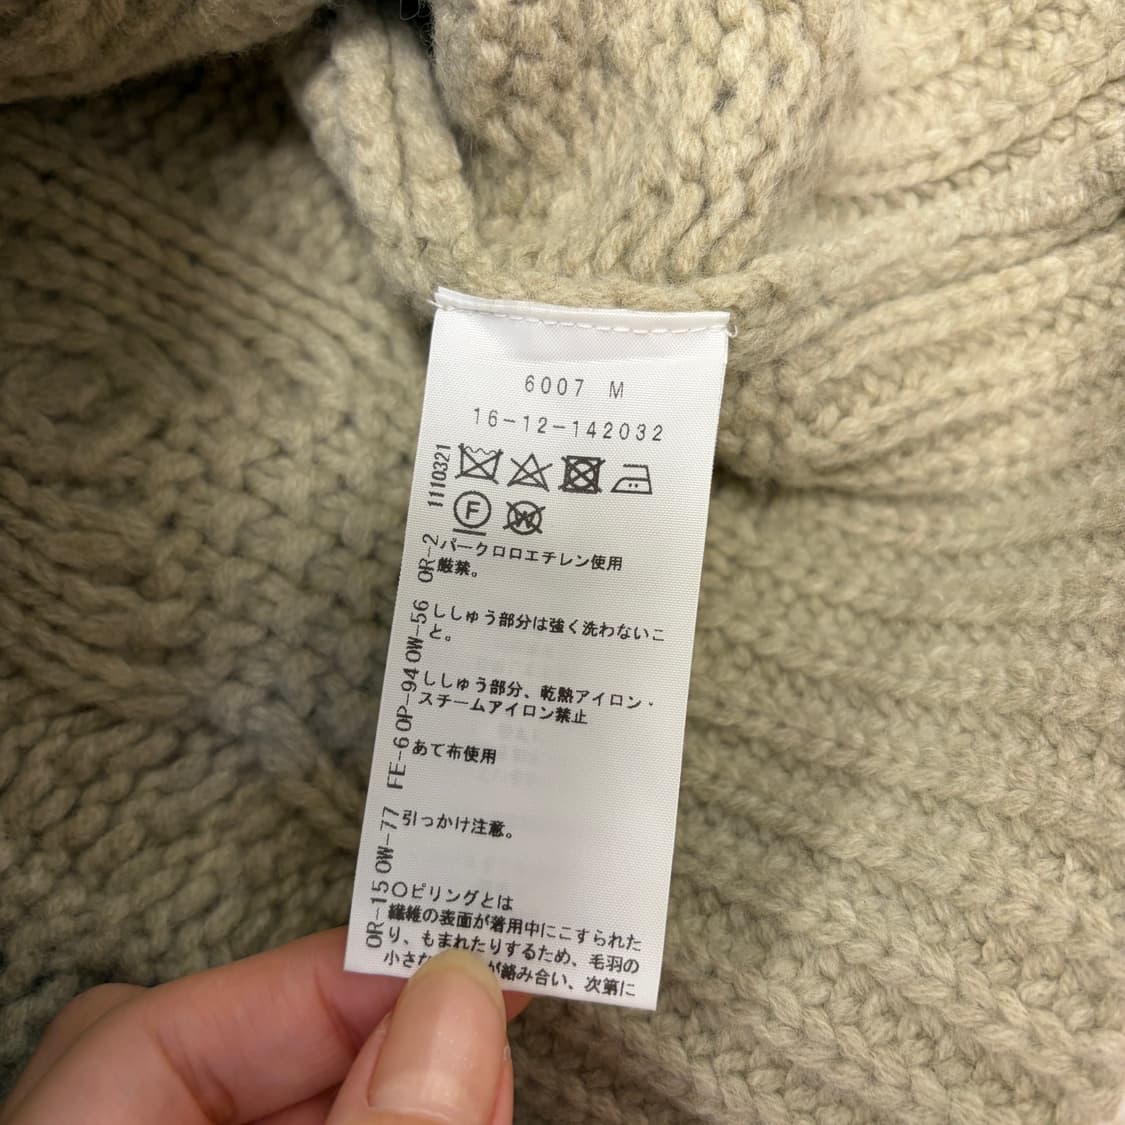 6007 M
16-12-142032
F
W
パークロロエチレン使用
厳禁。
ししゅう部分は強く洗わないこ
と。
ししゅう部分、乾熱アイロン・
スチームアイロン禁止
あて布使用
引っかけ注意。
○ピリングとは
繊維の表面が着用中にこすられた
り、もまれたりするため、毛羽の
小さな
が絡み合い、次第に
1110321
OR-2
OW-56
OP-94
FE-6
OW-77
OR-15